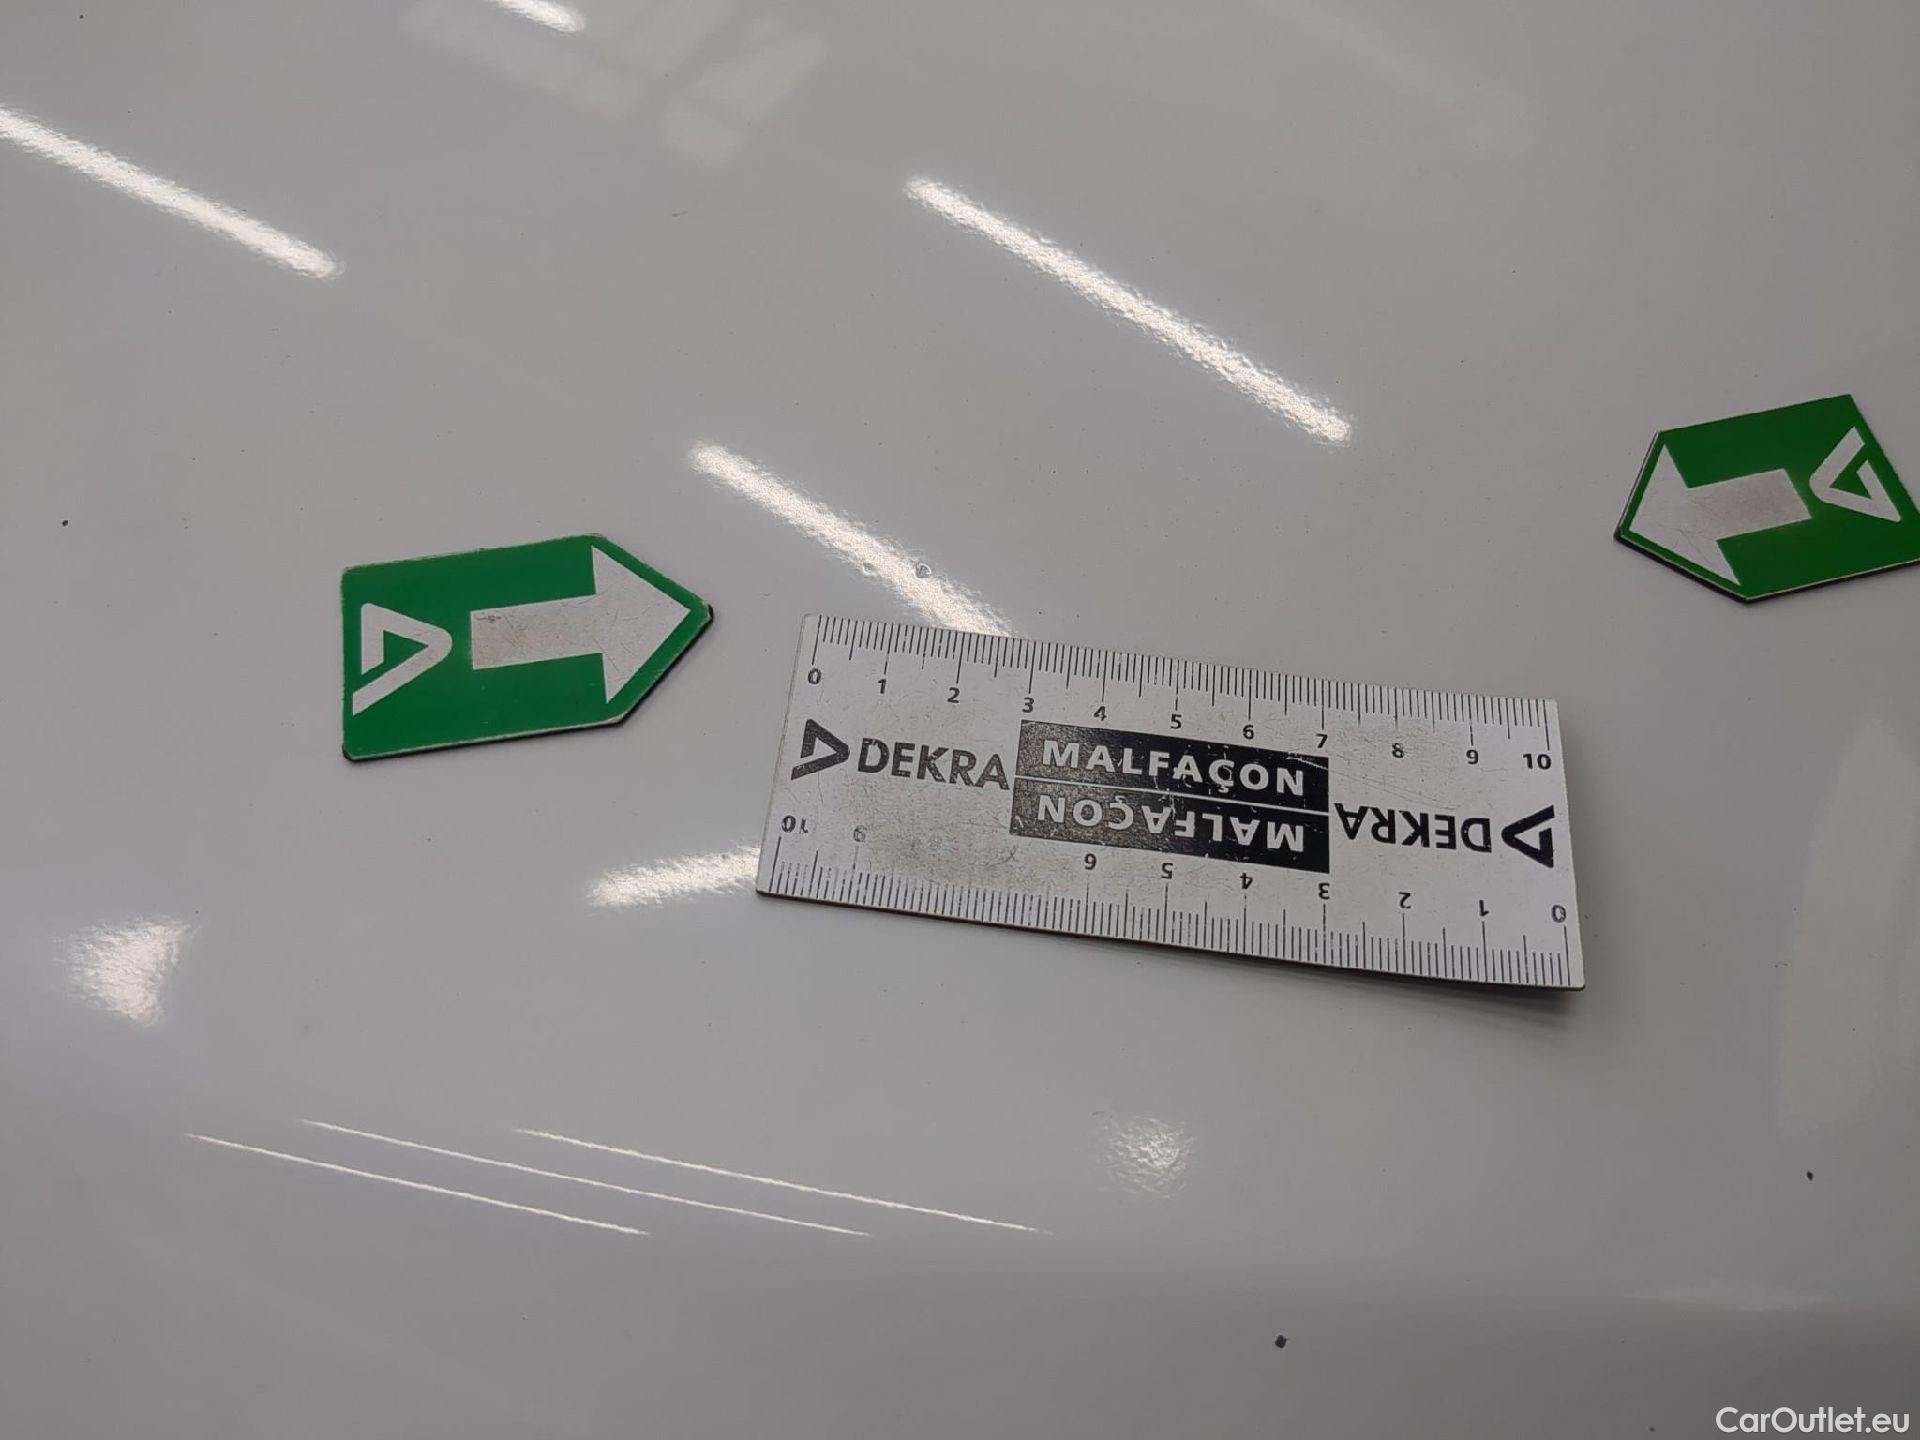 0 1 2 3 4 5 6 7 8 9 10
DEKRA MALFAÇON
MALFAÇON DEKRA
0 1 2 3 4 5 6 8 9 10
CarOutlet.eu